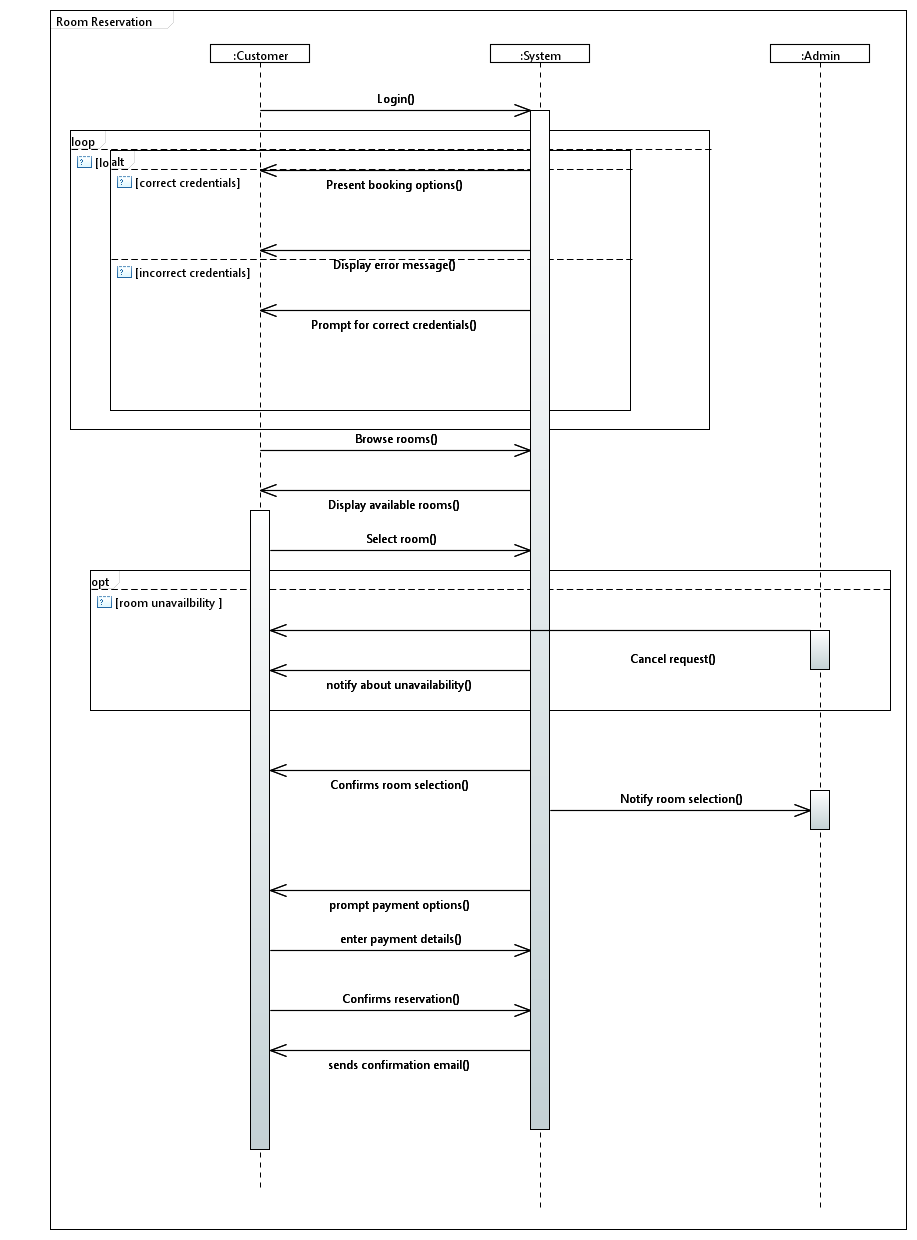 Room Reservation
:Customer
:System
:Admin
Login()
loop
[lo
alt
[correct credentials]
Present booking options()
Display error message()
[incorrect credentials]
Prompt for correct credentials()
Browse rooms()
Display available rooms()
Select room()
opt
[room unavailbility ]
Cancel request()
notify about unavailability()
Confirms room selection()
Notify room selection()
prompt payment options()
enter payment details()
Confirms reservation()
sends confirmation email()